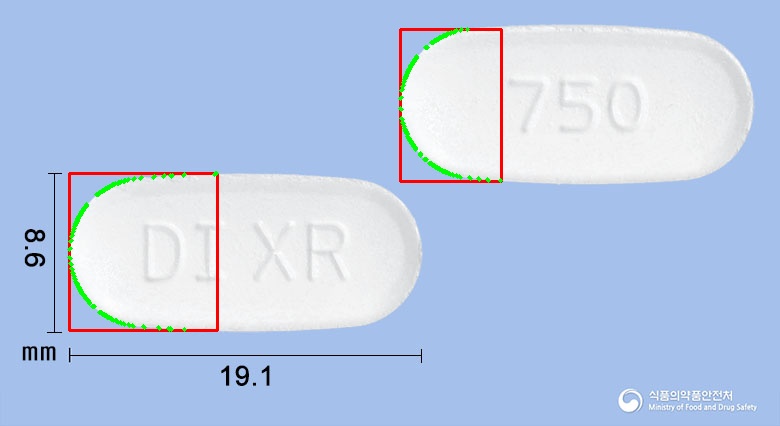 750
DI XR
8.6
mm
19.1
식품의약품안전처
Ministry of Food and Drug Safety